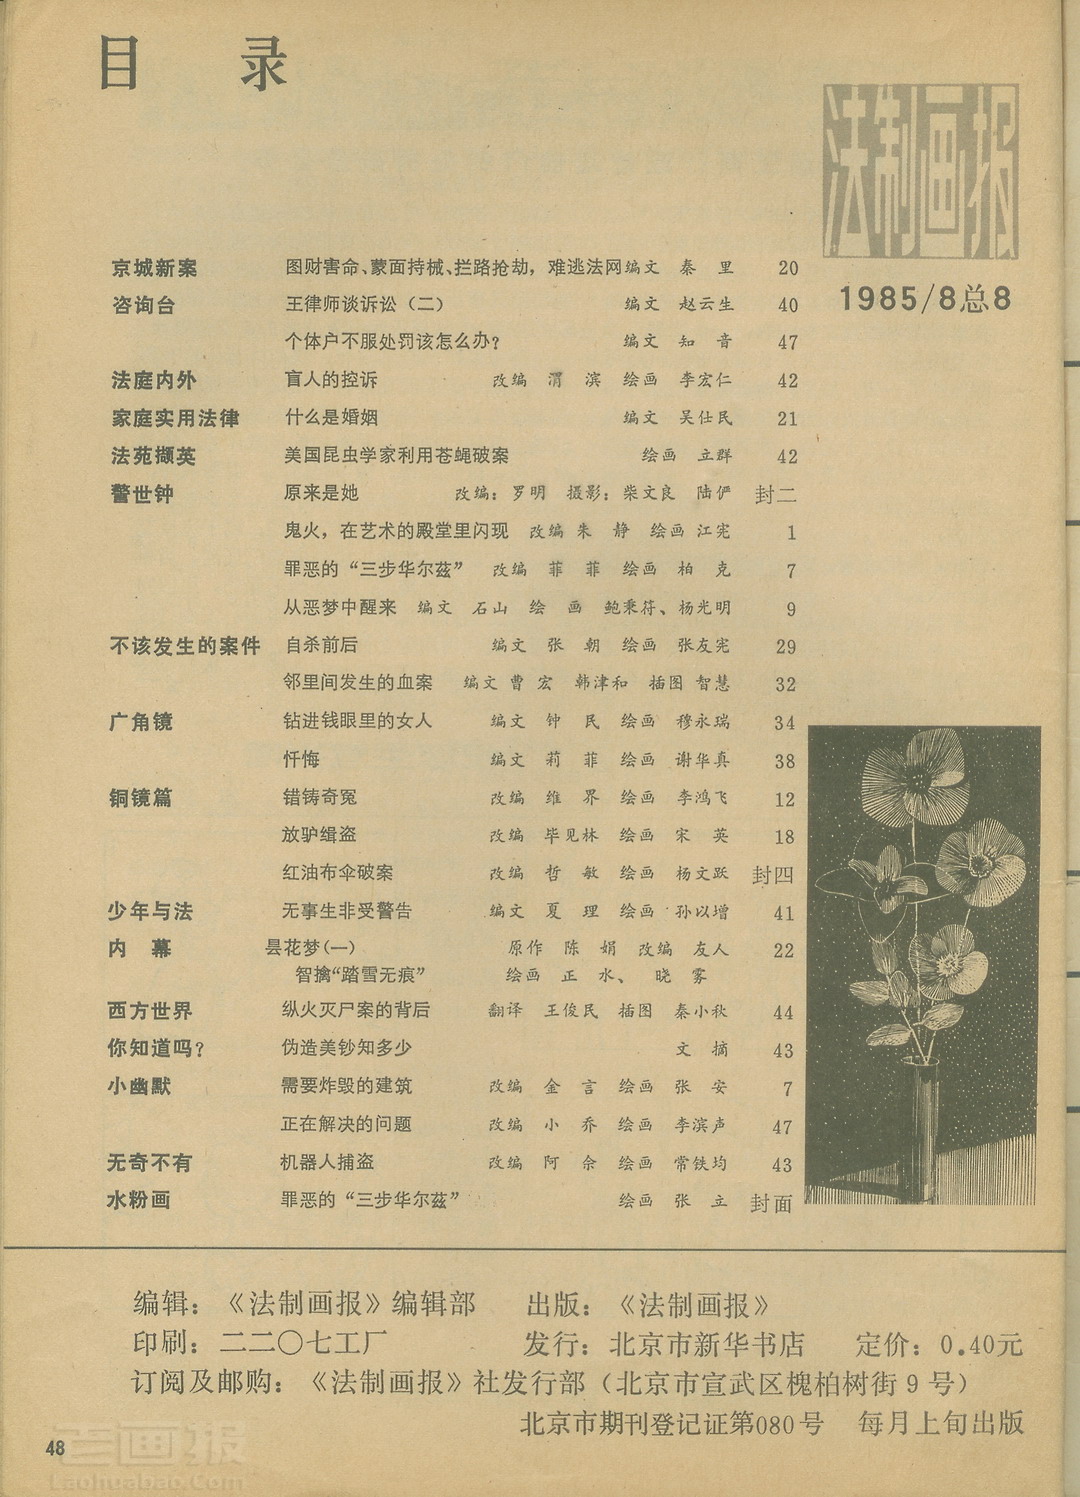 目 录
法制画报
1985/8总8
京城新案 图财害命、蒙面持械、拦路抢劫，难逃法网 编文 秦 里 20
咨询台 王律师谈诉讼（二） 编文 赵云生 40
个体户不服处罚该怎么办？ 编文 知 音 47
法庭内外 盲人的控诉 改编 渭 滨 绘画 李宏仁 42
家庭实用法律 什么是婚姻 编文 吴仕民 21
法苑撷英 美国昆虫学家利用苍蝇破案 绘画 立群 42
警世钟 原来是她 改编：罗明 摄影：柴文良 陆俨 封二
鬼火，在艺术的殿堂里闪现 改编 朱 静 绘画 江宪 1
罪恶的“三步华尔兹” 改编 菲 菲 绘画 柏 克 7
从恶梦中醒来 编文 石山 绘 画 鲍秉符、杨光明 9
不该发生的案件 自杀前后 编文 张 朝 绘画 张友宪 29
邻里间发生的血案 编文 曹 宏 韩津和 插图 智慧 32
广角镜 钻进钱眼里的女人 编文 钟 民 绘画 穆永瑞 34
忏悔 编文 莉 菲 绘画 谢华真 38
铜镜篇 错铸奇冤 改编 维 界 绘画 李鸿飞 12
放驴缉盗 改编 毕见林 绘画 宋 英 18
红油布伞破案 改编 哲 敏 绘画 杨文跃 封四
少年与法 无事生非受警告 编文 夏 理 绘画 孙以增 41
内 幕 昙花梦（一） 原作 陈 娟 改编 友人 22
智擒“踏雪无痕” 绘画 正 水、 晓 雾
西方世界 纵火灭尸案的背后 翻译 王俊民 插图 秦小秋 44
你知道吗？ 伪造美钞知多少 文 摘 43
小幽默 需要炸毁的建筑 改编 金 言 绘画 张 安 7
正在解决的问题 改编 小 乔 绘画 李滨声 47
无奇不有 机器人捕盗 改编 阿 余 绘画 常铁均 43
水粉画 罪恶的“三步华尔兹” 绘画 张 立 封面
编辑：《法制画报》编辑部 出版：《法制画报》
印刷：二二〇七工厂 发行：北京市新华书店 定价：0.40元
订阅及邮购：《法制画报》社发行部（北京市宣武区槐柏树街9号）
北京市期刊登记证第080号 每月上旬出版
48
老画报
Laohuabao.Com